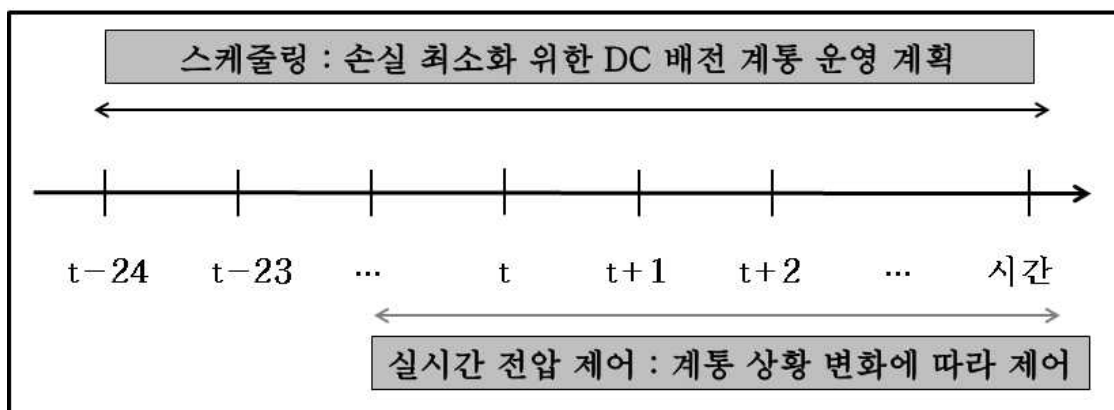 스케줄링 : 손실 최소화 위한 DC 배전 계통 운영 계획
t-24 t-23 ... t t+1 t+2 ... 시간
실시간 전압 제어 : 계통 상황 변화에 따라 제어